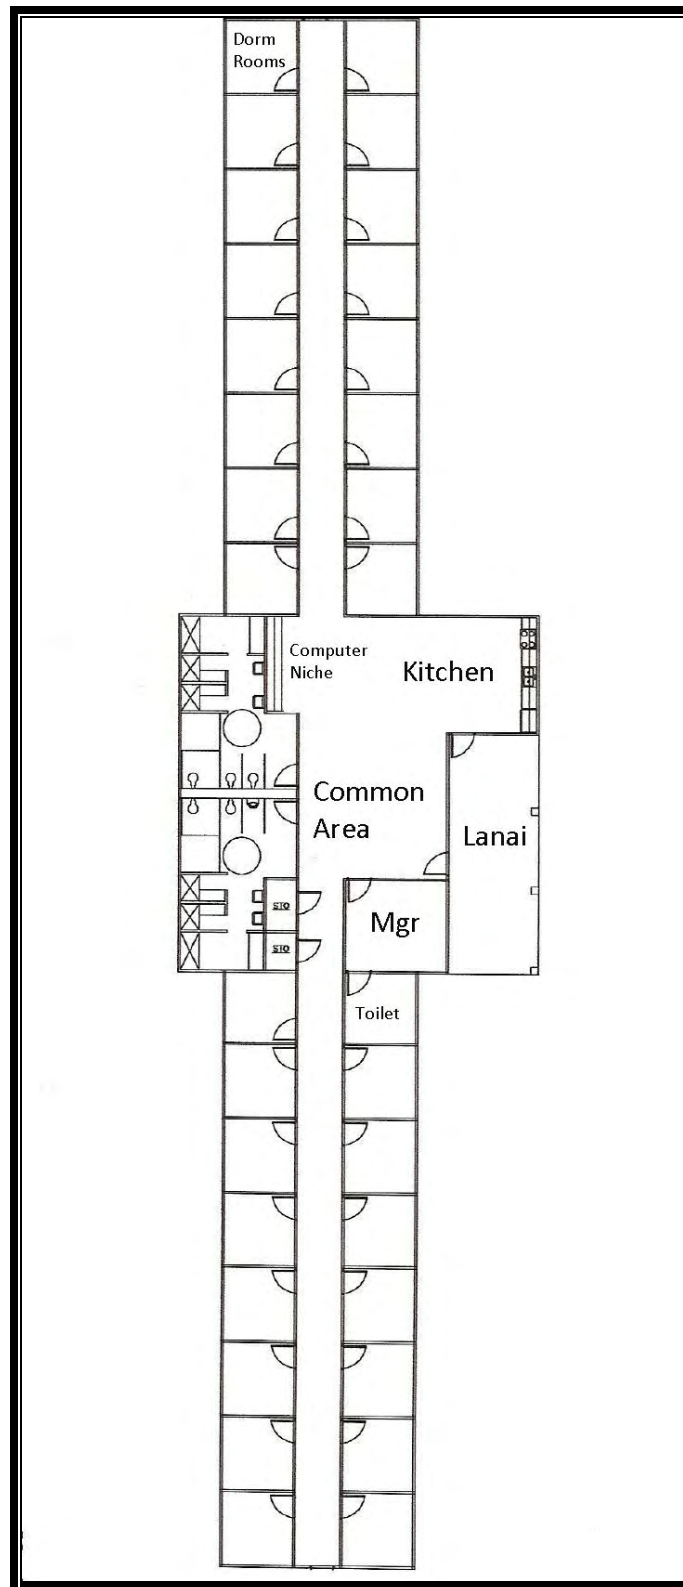 Dorm
Rooms
Computer
Niche
Kitchen
Common
Area
Lanai
STO
Mgr
STO
Toilet